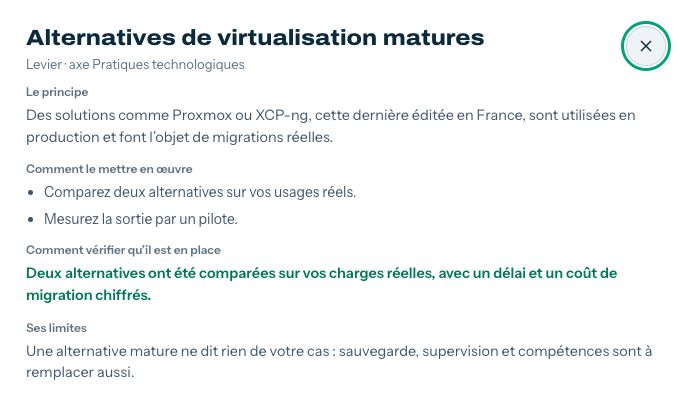 Alternatives de virtualisation matures
Levier · axe Pratiques technologiques
Le principe
Des solutions comme Proxmox ou XCP-ng, cette dernière éditée en France, sont utilisées en
production et font l'objet de migrations réelles.
Comment le mettre en œuvre
• Comparez deux alternatives sur vos usages réels.
• Mesurez la sortie par un pilote.
Comment vérifier qu'il est en place
Deux alternatives ont été comparées sur vos charges réelles, avec un délai et un coût de
migration chiffrés.
Ses limites
Une alternative mature ne dit rien de votre cas : sauvegarde, supervision et compétences sont à
remplacer aussi.